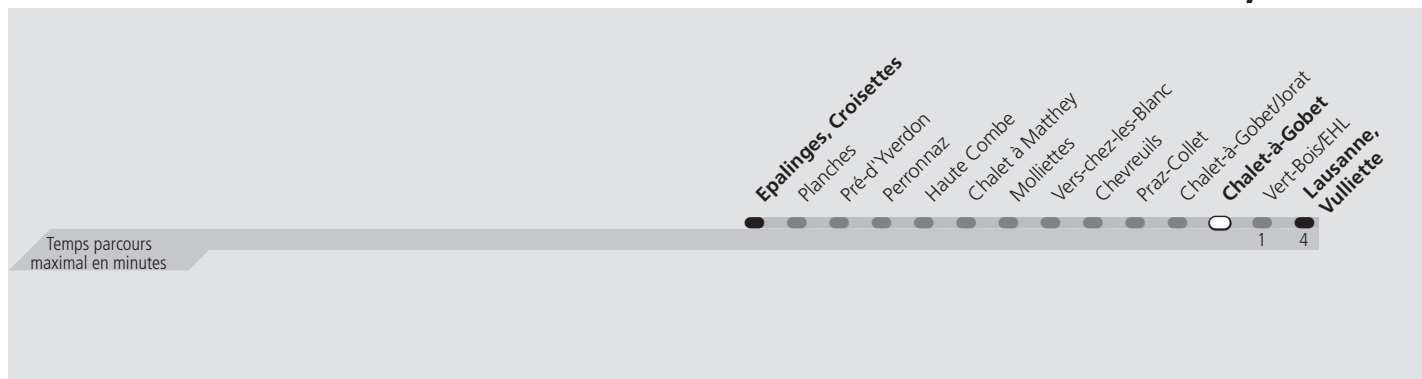 Epalinges, Croisettes
Planches
Pré-d'Yverdon
Perronnaz
Haute Combe
Chalet à Matthey
Molliettes
Vers-chez-les-Blanc
Chevreuils
Praz-Collet
Chalet-à-Gobet/Jorat
Chalet-à-Gobet
Vert-Bois/EHL
Lausanne,
Vulliette
Temps parcours
maximal en minutes
1 4